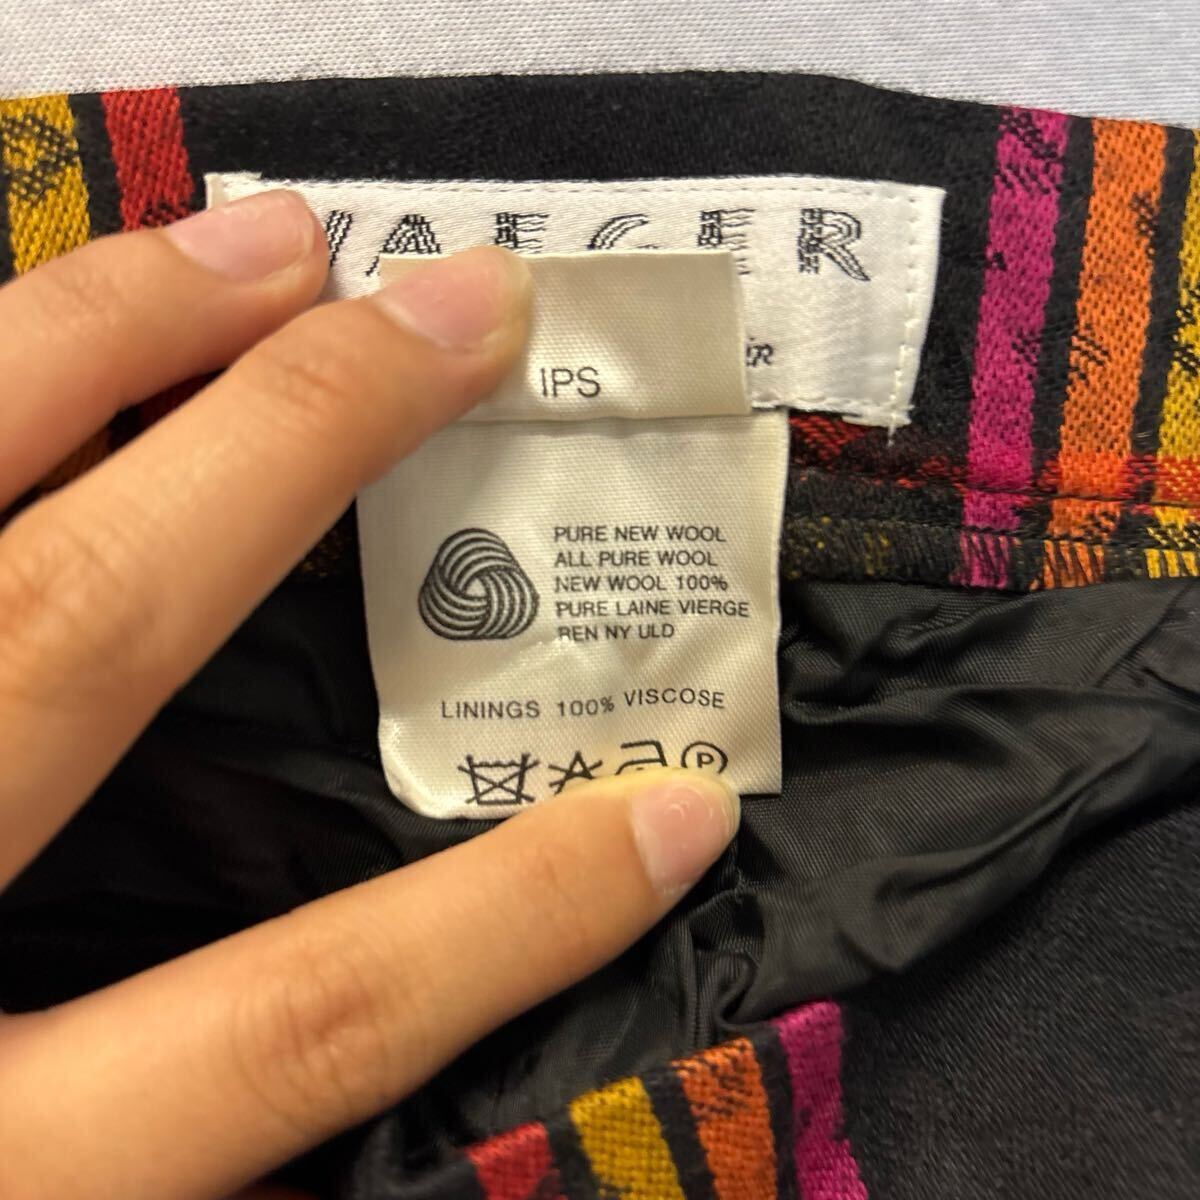 JAEGER
IPS
PURE NEW WOOL
ALL PURE WOOL
NEW WOOL 100%
PURE LAINE VIERGE
REN NY ULD
LININGS 100% VISCOSE
P